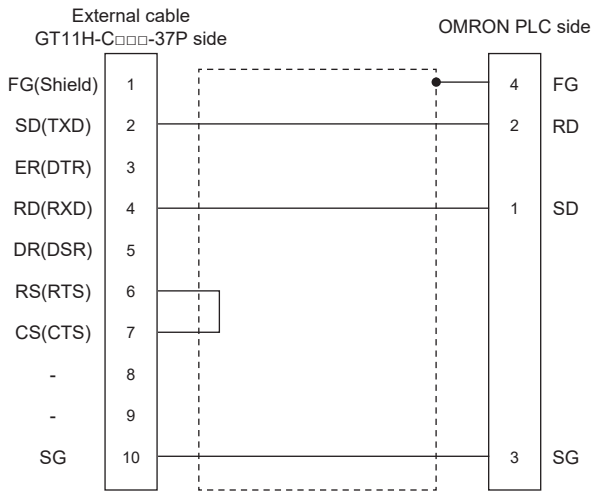 External cable
GT11H-C□□□-37P side
OMRON PLC side
FG(Shield) 1 4 FG
SD(TXD) 2 2 RD
ER(DTR) 3
RD(RXD) 4 1 SD
DR(DSR) 5
RS(RTS) 6
CS(CTS) 7
- 8
- 9
SG 10 3 SG